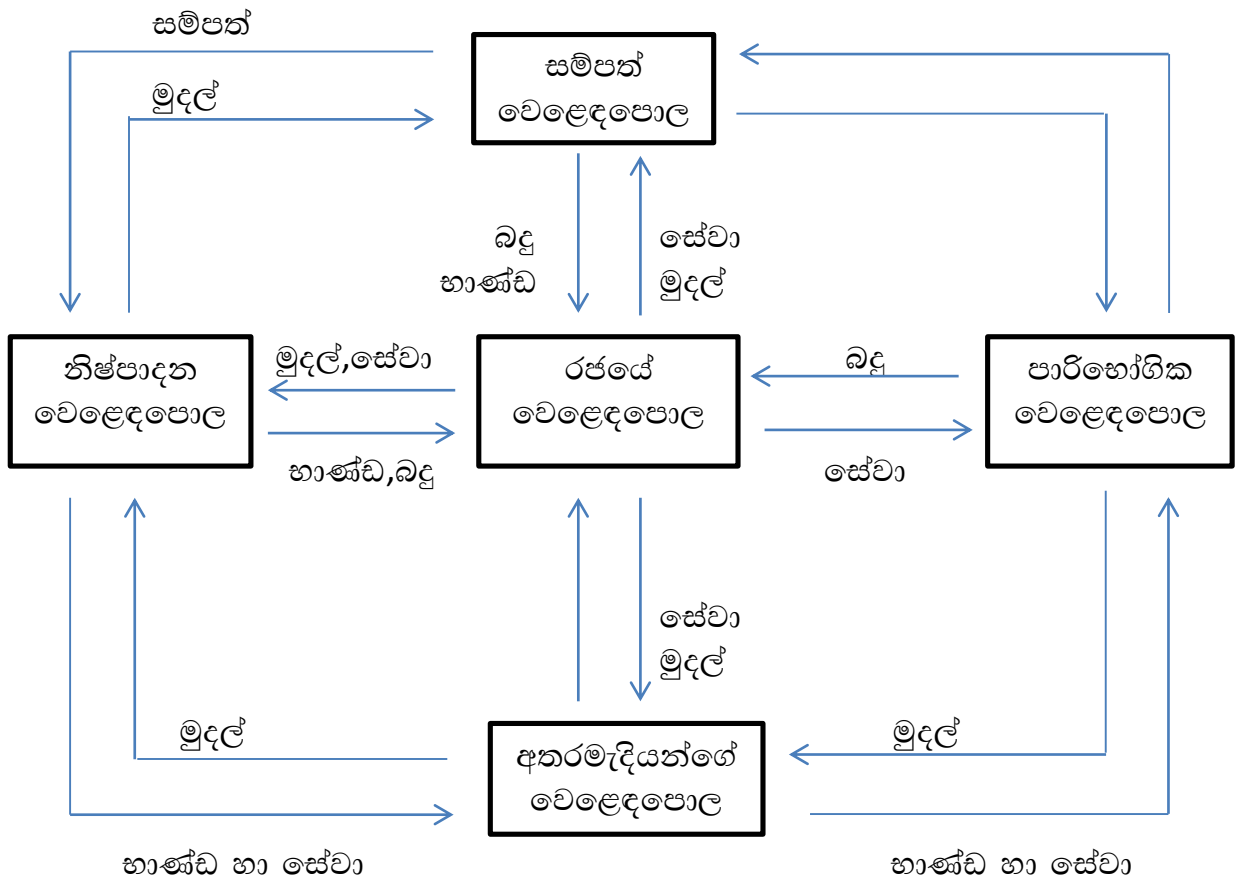 සම්පත්
සම්පත්
වෙළෙඳපොල
මුදල්
බදු
භාණ්ඩ
සේවා
මුදල්
නිෂ්පාදන
වෙළෙඳපොල
මුදල්,සේවා
රජයේ
වෙළෙඳපොල
බදු
පාරිභෝගික
වෙළෙඳපොල
භාණ්ඩ,බදු
සේවා
සේවා
මුදල්
මුදල්
අතරමැදියන්ගේ
වෙළෙඳපොල
මුදල්
භාණ්ඩ හා සේවා
භාණ්ඩ හා සේවා